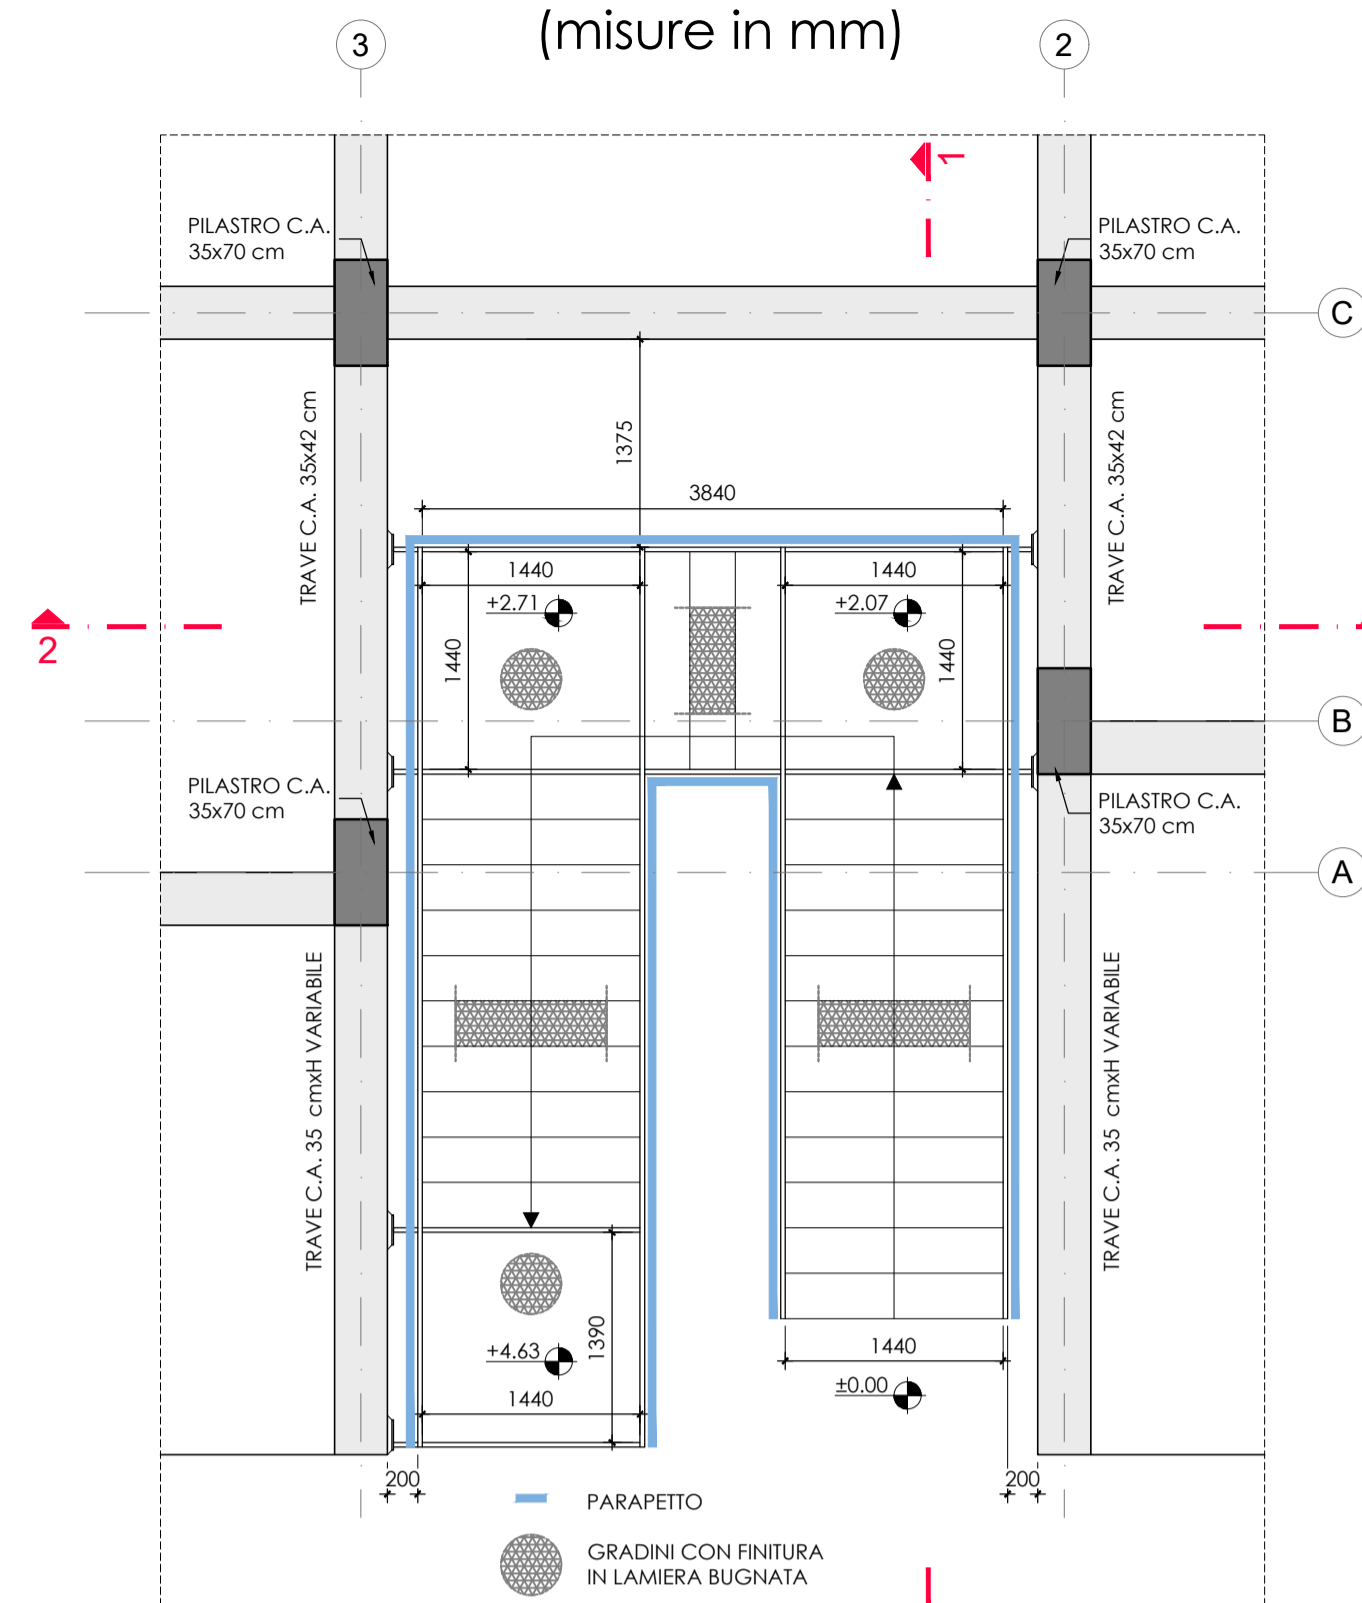 (misure in mm)
3
2
1
PILASTRO C.A.
35x70 cm
PILASTRO C.A.
35x70 cm
C
TRAVE C.A. 35x42 cm
TRAVE C.A. 35x42 cm
1375
3840
1440
1440
+2.71
+2.07
2
1440
1440
B
PILASTRO C.A.
35x70 cm
PILASTRO C.A.
35x70 cm
A
TRAVE C.A. 35 cmxH VARIABILE
TRAVE C.A. 35 cmxH VARIABILE
1390
+4.63
1440
1440
±0.00
200
200
PARAPETTO
GRADINI CON FINITURA
IN LAMIERA BUGNATA